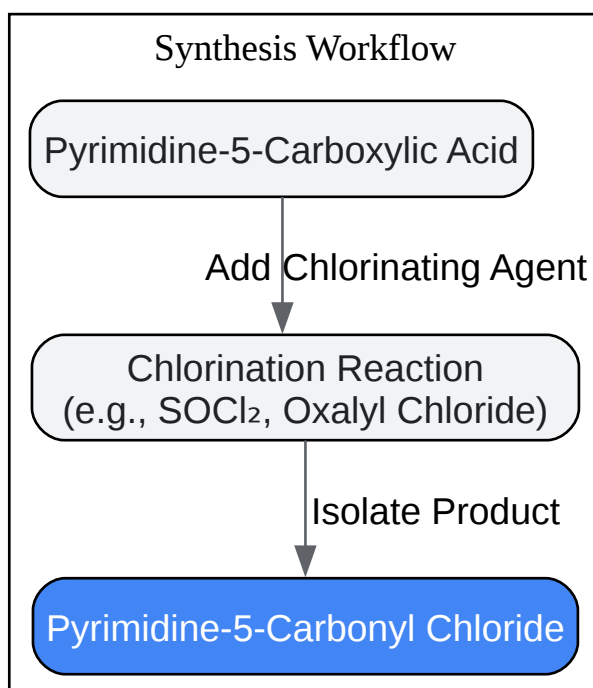 Synthesis Workflow
Pyrimidine-5-Carboxylic Acid
Add Chlorinating Agent
Chlorination Reaction
(e.g., SOCl₂, Oxalyl Chloride)
Isolate Product
Pyrimidine-5-Carbonyl Chloride